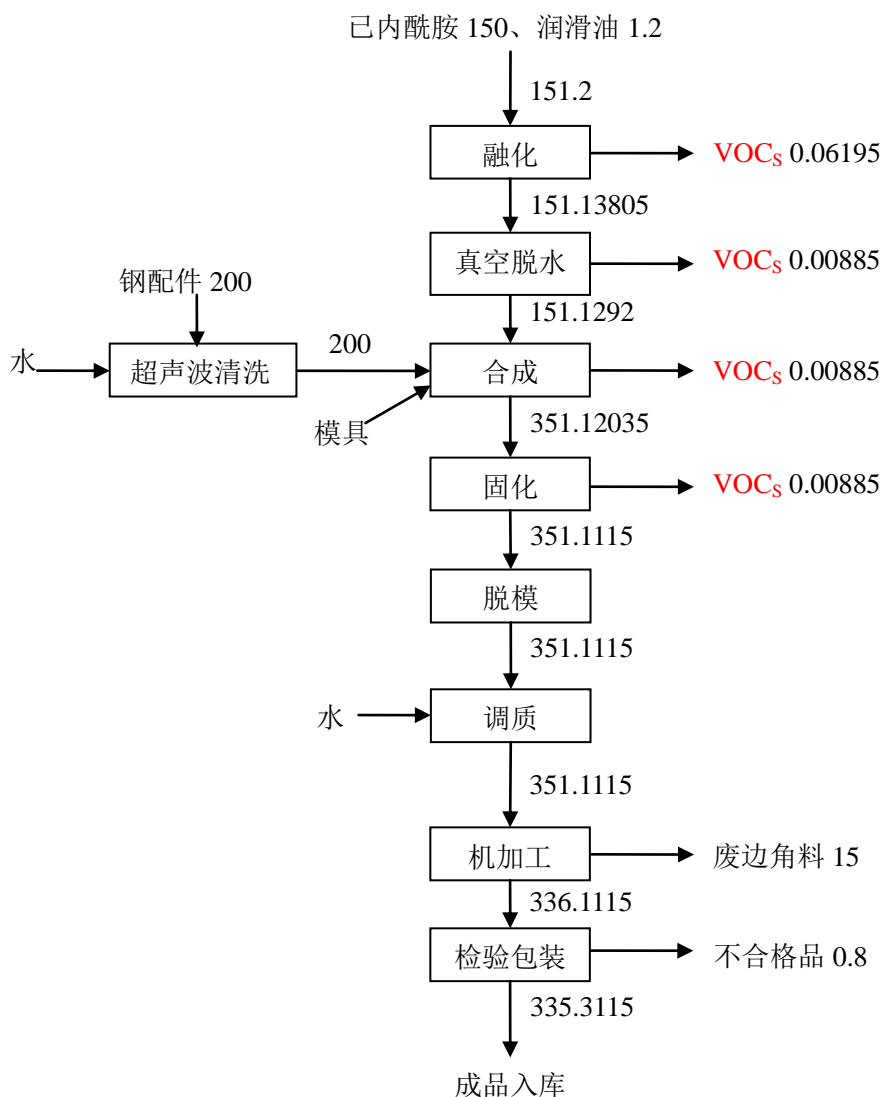 已内酰胺 150、润滑油 1.2
151.2
融化
VOCS 0.06195
151.13805
真空脱水
VOCS 0.00885
钢配件 200
151.1292
水
超声波清洗
200
合成
VOCS 0.00885
模具
351.12035
固化
VOCS 0.00885
351.1115
脱模
351.1115
水
调质
351.1115
机加工
废边角料 15
336.1115
检验包装
不合格品 0.8
335.3115
成品入库